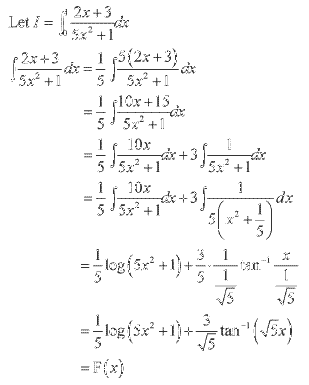 Let I = ∫₀¹ (2x+3)/(5x²+1) dx
∫ (2x+3)/(5x²+1) dx = 1/5 ∫ 5(2x+3)/(5x²+1) dx
= 1/5 ∫ (10x+15)/(5x²+1) dx
= 1/5 ∫ 10x/(5x²+1) dx + 3 ∫ 1/(5x²+1) dx
= 1/5 ∫ 10x/(5x²+1) dx + 3 ∫ 1/(5(x² + 1/5)) dx
= 1/5 log(5x²+1) + 3/5 · 1/(1/√5) tan⁻¹ x/(1/√5)
= 1/5 log(5x²+1) + 3/√5 tan⁻¹(√5x)
= F(x)